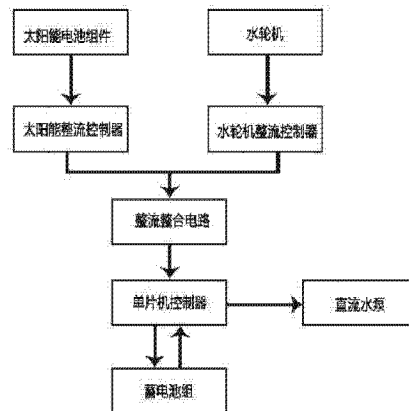 太阳能电池组件
水轮机
太阳能整流控制器
水轮机整流控制器
整流整合电路
单片机控制器
直流水泵
蓄电池组